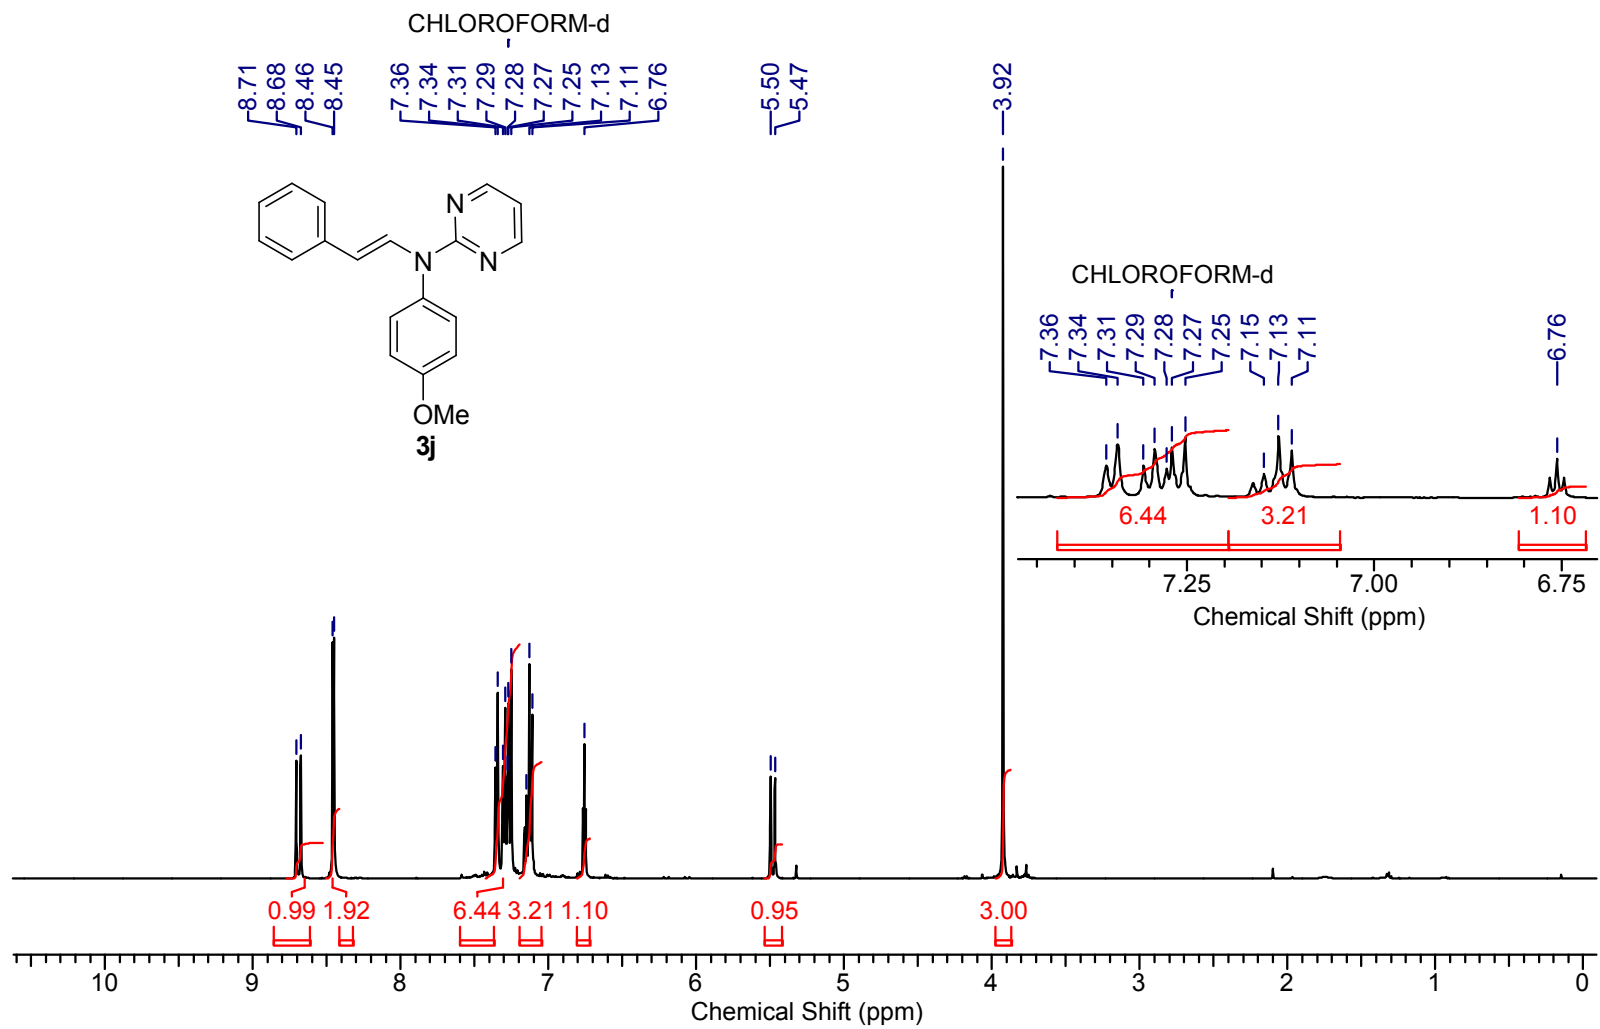 CHLOROFORM-d
8.71
8.68
8.46
8.45
7.36
7.34
7.31
7.29
7.28
7.27
7.25
7.13
7.11
6.76
5.50
5.47
3.92
N
N
N
OMe
3j
CHLOROFORM-d
7.36
7.34
7.31
7.29
7.28
7.27
7.25
7.15
7.13
7.11
6.76
6.44 3.21 1.10
7.25 7.00 6.75
Chemical Shift (ppm)
0.99 1.92 6.44 3.21 1.10 0.95 3.00
10 9 8 7 6 5 4 3 2 1 0
Chemical Shift (ppm)